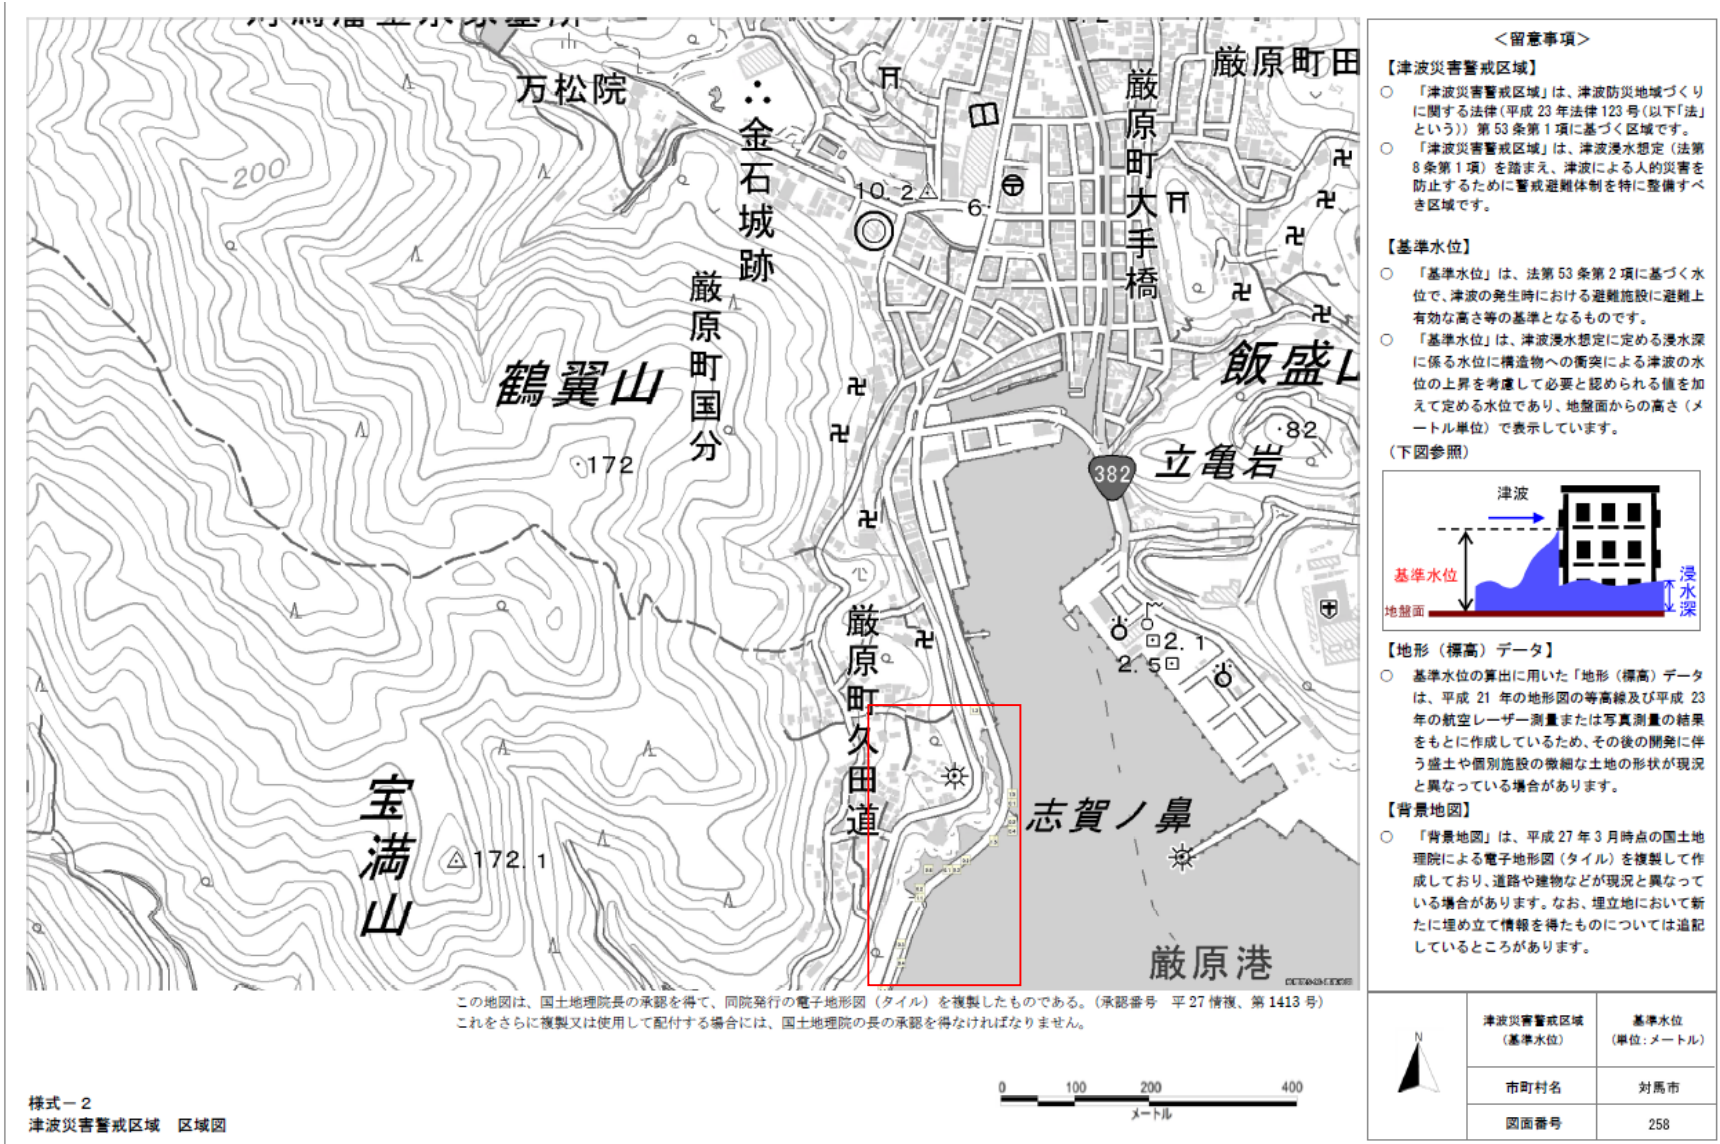 万松院
金石城跡
厳原町国分
厳原町大手橋
厳原町田
200
10.2
6
鶴翼山
172
飯盛山
82
立亀岩
382
厳原町久田道
2.1
2.5
宝満山
172.1
志賀ノ鼻
厳原港
この地図は、国土地理院長の承認を得て、同院発行の電子地形図(タイル)を複製したものである。(承認番号 平27情複、第1413号)
これをさらに複製又は使用して配付する場合には、国土地理院の長の承認を得なければなりません。
0 100 200 400
メートル
様式-2
津波災害警戒区域 区域図
<留意事項>
【津波災害警戒区域】
○ 「津波災害警戒区域」は、津波防災地域づくり
に関する法律(平成23年法律123号(以下「法」
という)) 第53条第1項に基づく区域です。
○ 「津波災害警戒区域」は、津波浸水想定(法第
8条第1項)を踏まえ、津波による人的災害を
防止するために警戒避難体制を特に整備すべ
き区域です。
【基準水位】
○ 「基準水位」は、法第53条第2項に基づく水
位で、津波の発生時における避難施設に避難上
有効な高さ等の基準となるものです。
○ 「基準水位」は、津波浸水想定に定める浸水深
に係る水位に構造物への衝突による津波の水
位の上昇を考慮して必要と認められる値を加
えて定める水位であり、地盤面からの高さ(メ
ートル単位)で表示しています。
(下図参照)
津波
基準水位
浸水深
地盤面
【地形(標高)データ】
○ 基準水位の算出に用いた「地形(標高)データ
は、平成21年の地形図の等高線及び平成23
年の航空レーザー測量または写真測量の結果
をもとに作成しているため、その後の開発に伴
う盛土や個別施設の微細な土地の形状が現況
と異なっている場合があります。
【背景地図】
○ 「背景地図」は、平成27年3月時点の国土地
理院による電子地形図(タイル)を複製して作
成しており、道路や建物などが現況と異なって
いる場合があります。なお、埋立地において新
たに埋め立て情報を得たものについては追記
しているところがあります。
N
津波災害警戒区域
(基準水位)
基準水位
(単位:メートル)
市町村名 対馬市
図面番号 258